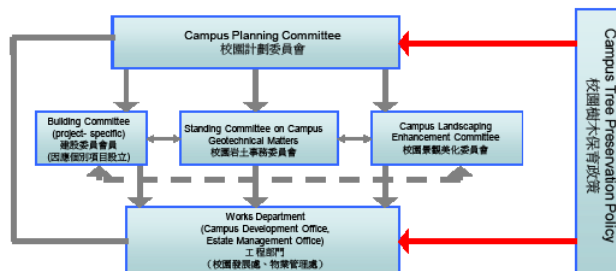 Campus Planning Committee
校園計劃委員會
Building Committee
(project- specific)
建設委員會員
(因應個別項目設立)
Standing Committee on Campus
Geotechnical Matters
校園岩土事務委員會
Campus Landscaping
Enhancement Committee
校園景觀美化委員會
Works Department
(Campus Development Office,
Estate Management Office)
工程部門
(校園發展處、物業管理處)
Campus Tree Preservation Policy
校園樹木保育政策